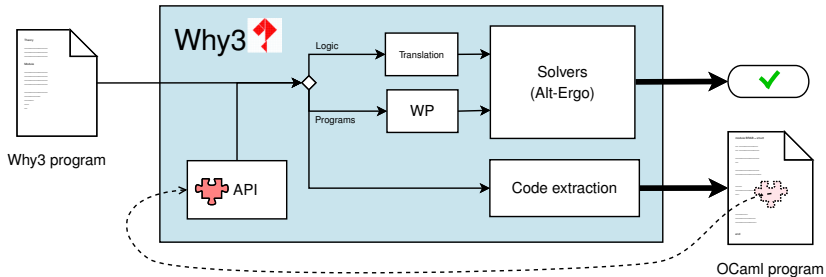 Why3
Logic
Translation
Solvers
(Alt-Ergo)
Programs
WP
Why3 program
API
Code extraction
OCaml program